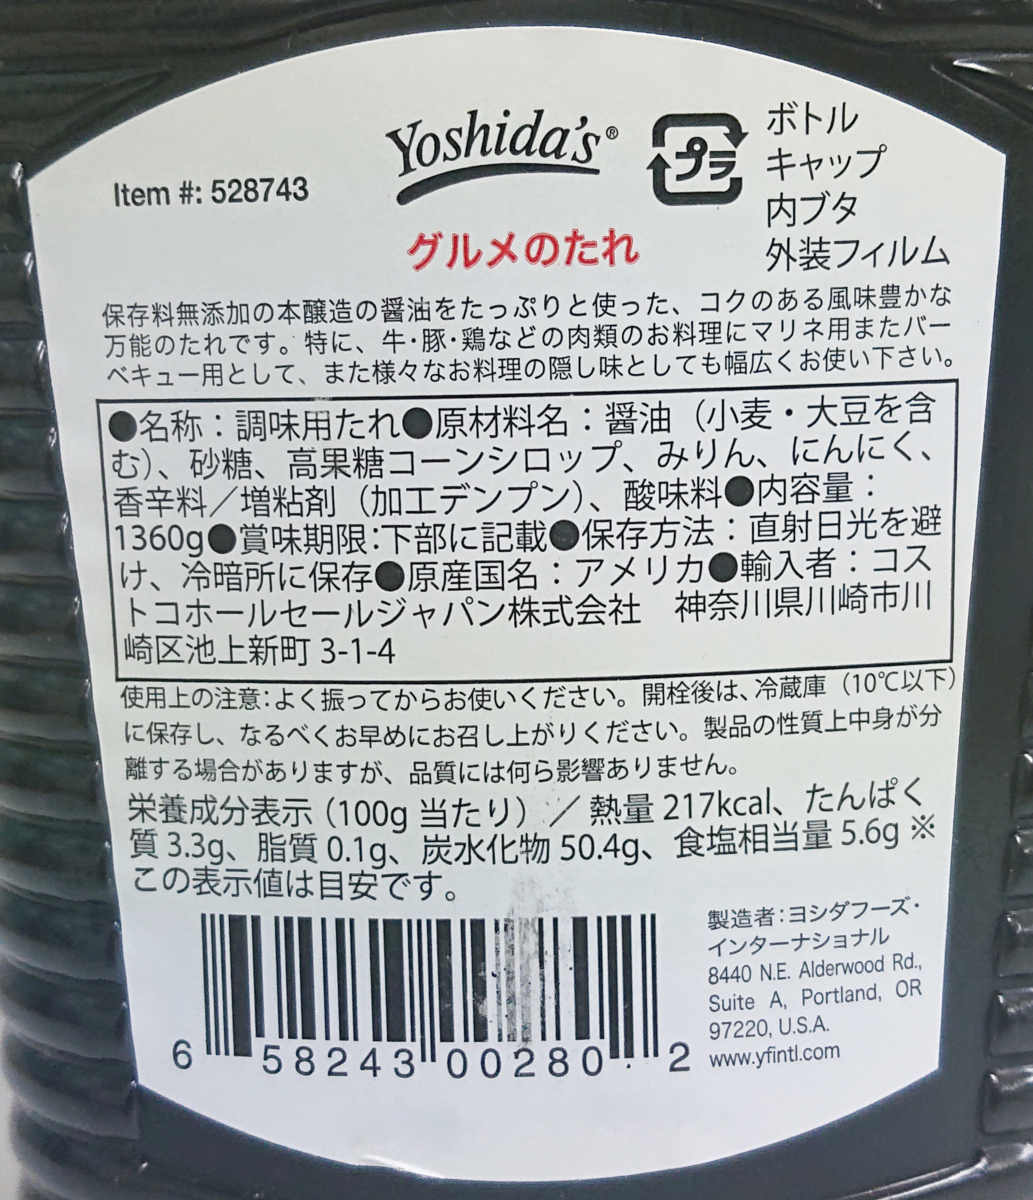 Item #: 528743
Yoshida's®
グルメのたれ
プラ
ボトル
キャップ
内ブタ
外装フィルム
保存料無添加の本醸造の醤油をたっぷりと使った、コクのある風味豊かな
万能のたれです。特に、牛・豚・鶏などの肉類のお料理にマリネ用またバー
ベキュー用として、また様々なお料理の隠し味としても幅広くお使い下さい。
●名称：調味用たれ●原材料名：醤油（小麦・大豆を含
む）、砂糖、高果糖コーンシロップ、みりん、にんにく、
香辛料／増粘剤（加工デンプン）、酸味料●内容量：
1360g●賞味期限：下部に記載●保存方法：直射日光を避
け、冷暗所に保存●原産国名：アメリカ●輸入者：コス
トコホールセールジャパン株式会社　神奈川県川崎市川
崎区池上新町 3-1-4
使用上の注意：よく振ってからお使いください。開栓後は、冷蔵庫（10℃以下）
に保存し、なるべくお早めにお召し上がりください。製品の性質上中身が分
離する場合がありますが、品質には何ら影響ありません。
栄養成分表示（100g 当たり）／熱量 217kcal、たんぱく
質 3.3g、脂質 0.1g、炭水化物 50.4g、食塩相当量 5.6g ※
この表示値は目安です。
6 58243 00280 2
製造者：ヨシダフーズ・
インターナショナル
8440 N.E. Alderwood Rd.,
Suite A, Portland, OR
97220, U.S.A.
www.yfintl.com